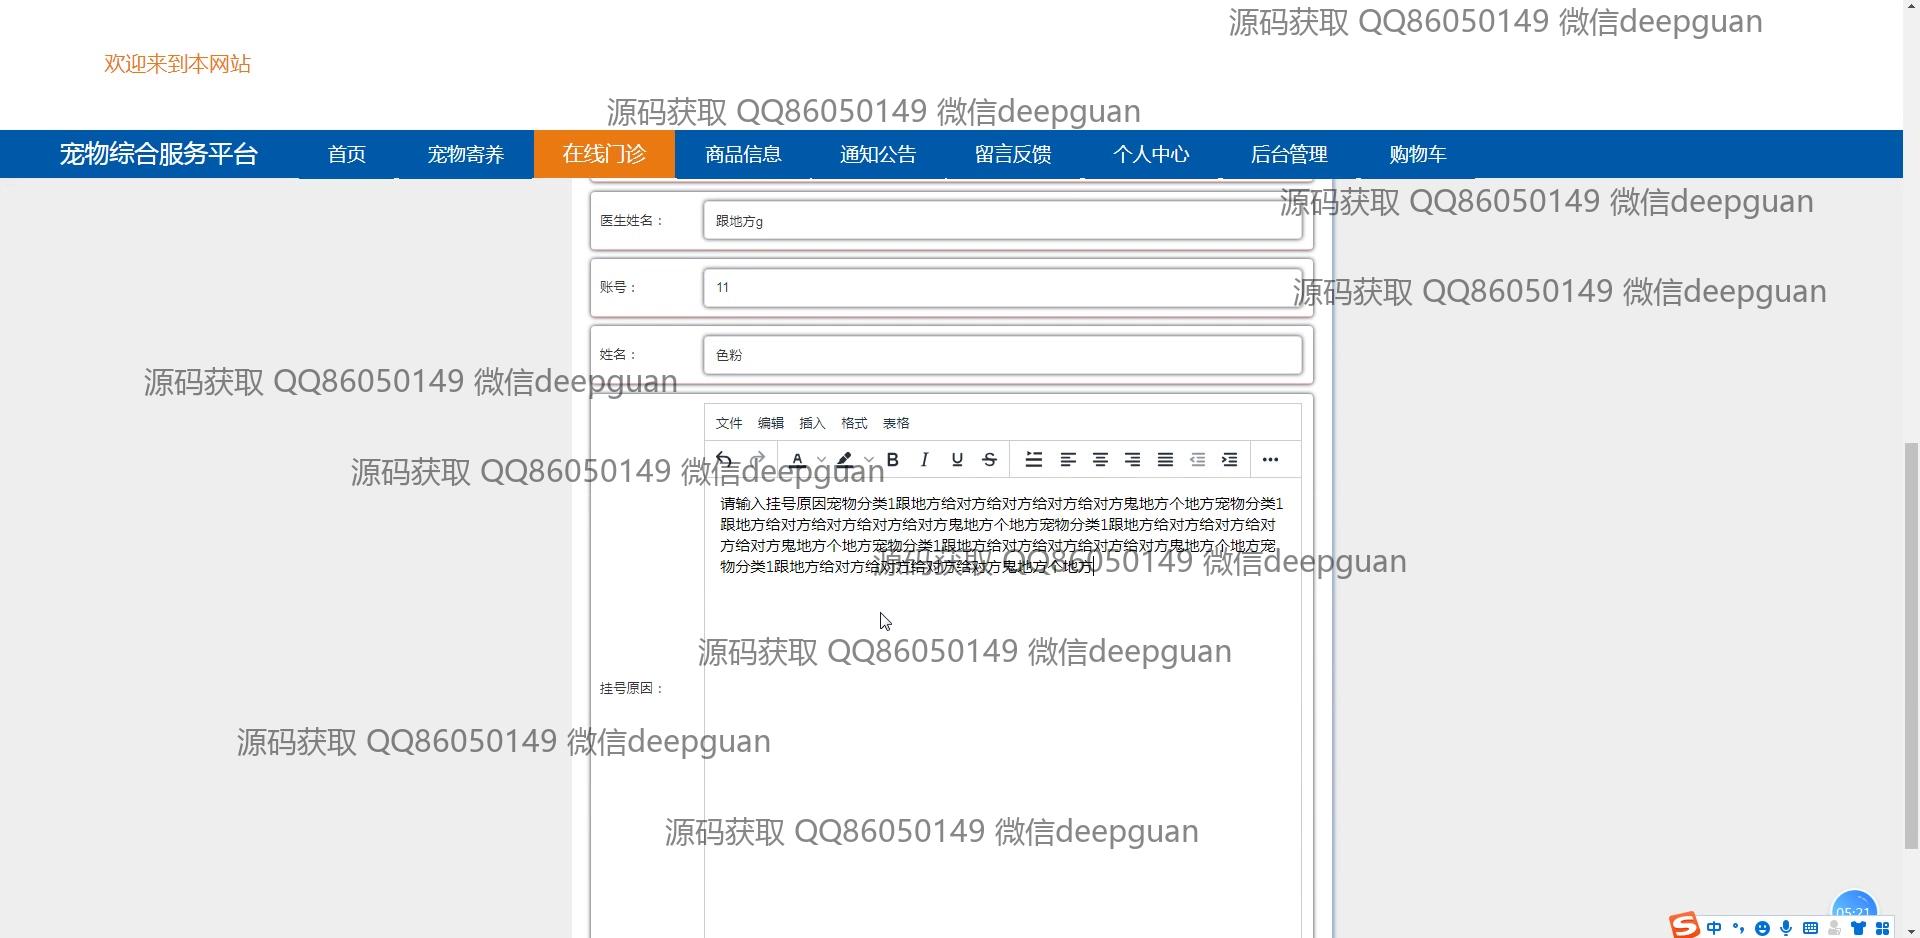 源码获取 QQ86050149 微信deepguan
欢迎来到本网站
源码获取 QQ86050149 微信deepguan
宠物综合服务平台 首页 宠物寄养 在线门诊 商品信息 通知公告 留言反馈 个人中心 后台管理 购物车
源码获取 QQ86050149 微信deepguan
医生姓名： 跟地方g
账号： 11
源码获取 QQ86050149 微信deepguan
姓名： 色粉
源码获取 QQ86050149 微信deepguan
文件 编辑 插入 格式 表格
源码获取 QQ86050149 微信deepguan
请输入挂号原因宠物分类1跟地方给对方给对方给对方给对方鬼地方个地方宠物分类1
跟地方给对方给对方给对方给对方鬼地方个地方宠物分类1跟地方给对方给对方给对
方给对方鬼地方个地方宠物分类1跟地方给对方给对方给对方给对方鬼地方个地方宠
物分类1跟地方给对方给对方给对方给对方鬼地方个地方
源码获取 QQ86050149 微信deepguan
源码获取 QQ86050149 微信deepguan
挂号原因：
源码获取 QQ86050149 微信deepguan
源码获取 QQ86050149 微信deepguan
05:21
中